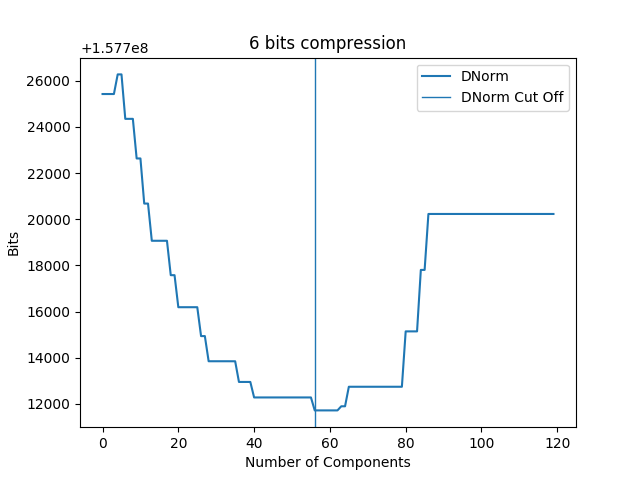 6 bits compression
+1.577e8
DNorm
DNorm Cut Off
26000
24000
22000
20000
18000
16000
14000
12000
Bits
0 20 40 60 80 100 120
Number of Components